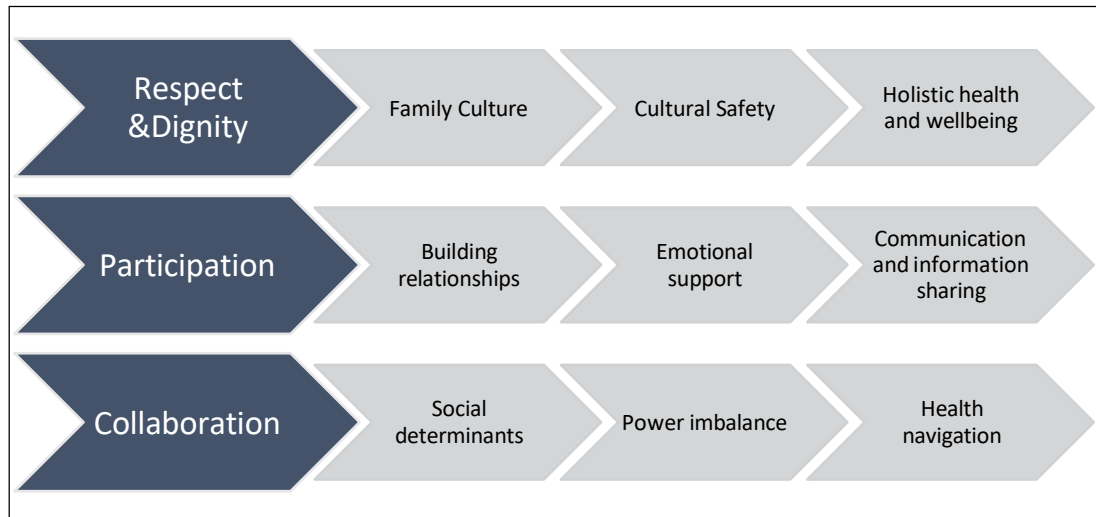 Respect
&Dignity
Family Culture
Cultural Safety
Holistic health
and wellbeing
Participation
Building
relationships
Emotional
support
Communication
and information
sharing
Collaboration
Social
determinants
Power imbalance
Health
navigation